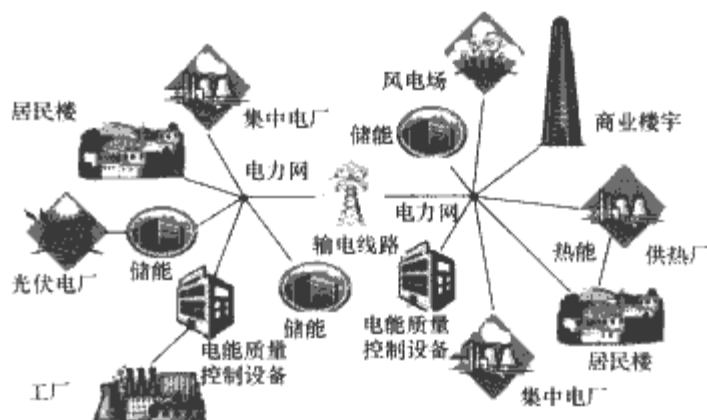 风电场
居民楼
集中电厂
储能
商业楼宇
电力网
电力网
输电线路
热能
供热厂
光伏电厂
储能
储能
电能质量
控制设备
电能质量
控制设备
居民楼
工厂
集中电厂